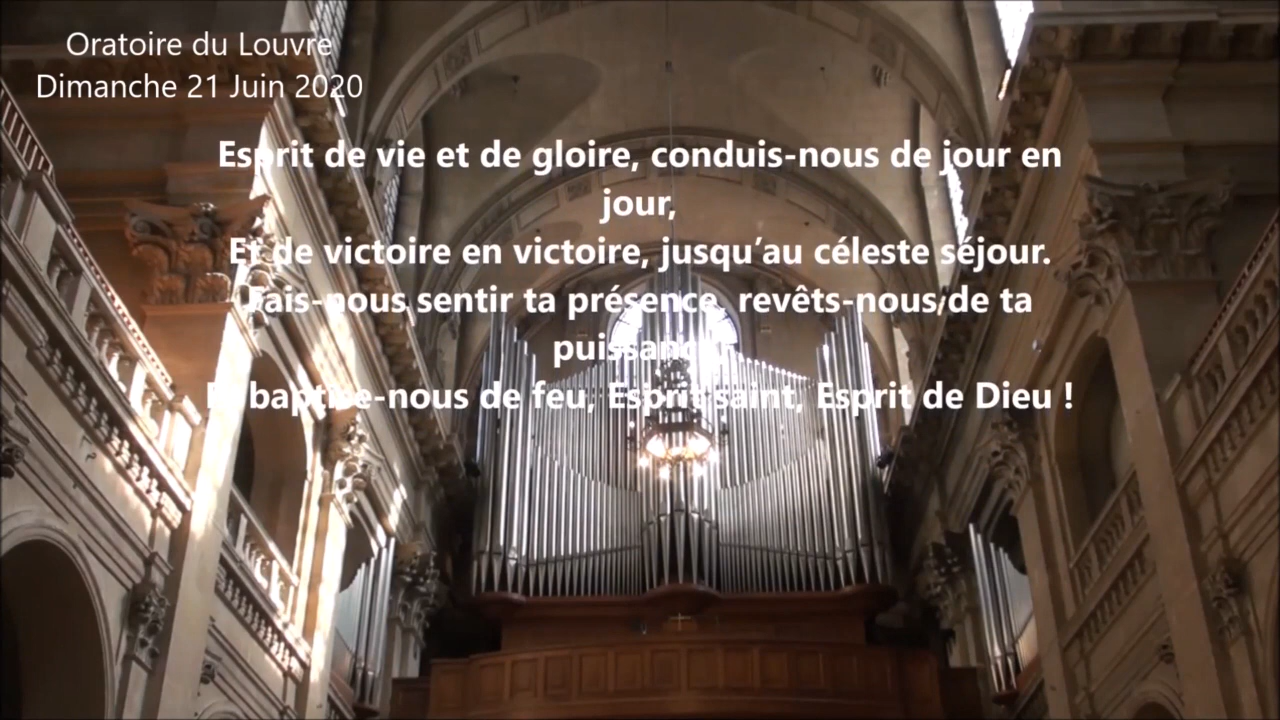 Oratoire du Louvre
Dimanche 21 Juin 2020
Esprit de vie et de gloire, conduis-nous de jour en
jour,
Et de victoire en victoire, jusqu’au céleste séjour.
Fais-nous sentir ta présence, revêts-nous de ta
puissance,
Et baptise-nous de feu, Esprit saint, Esprit de Dieu !